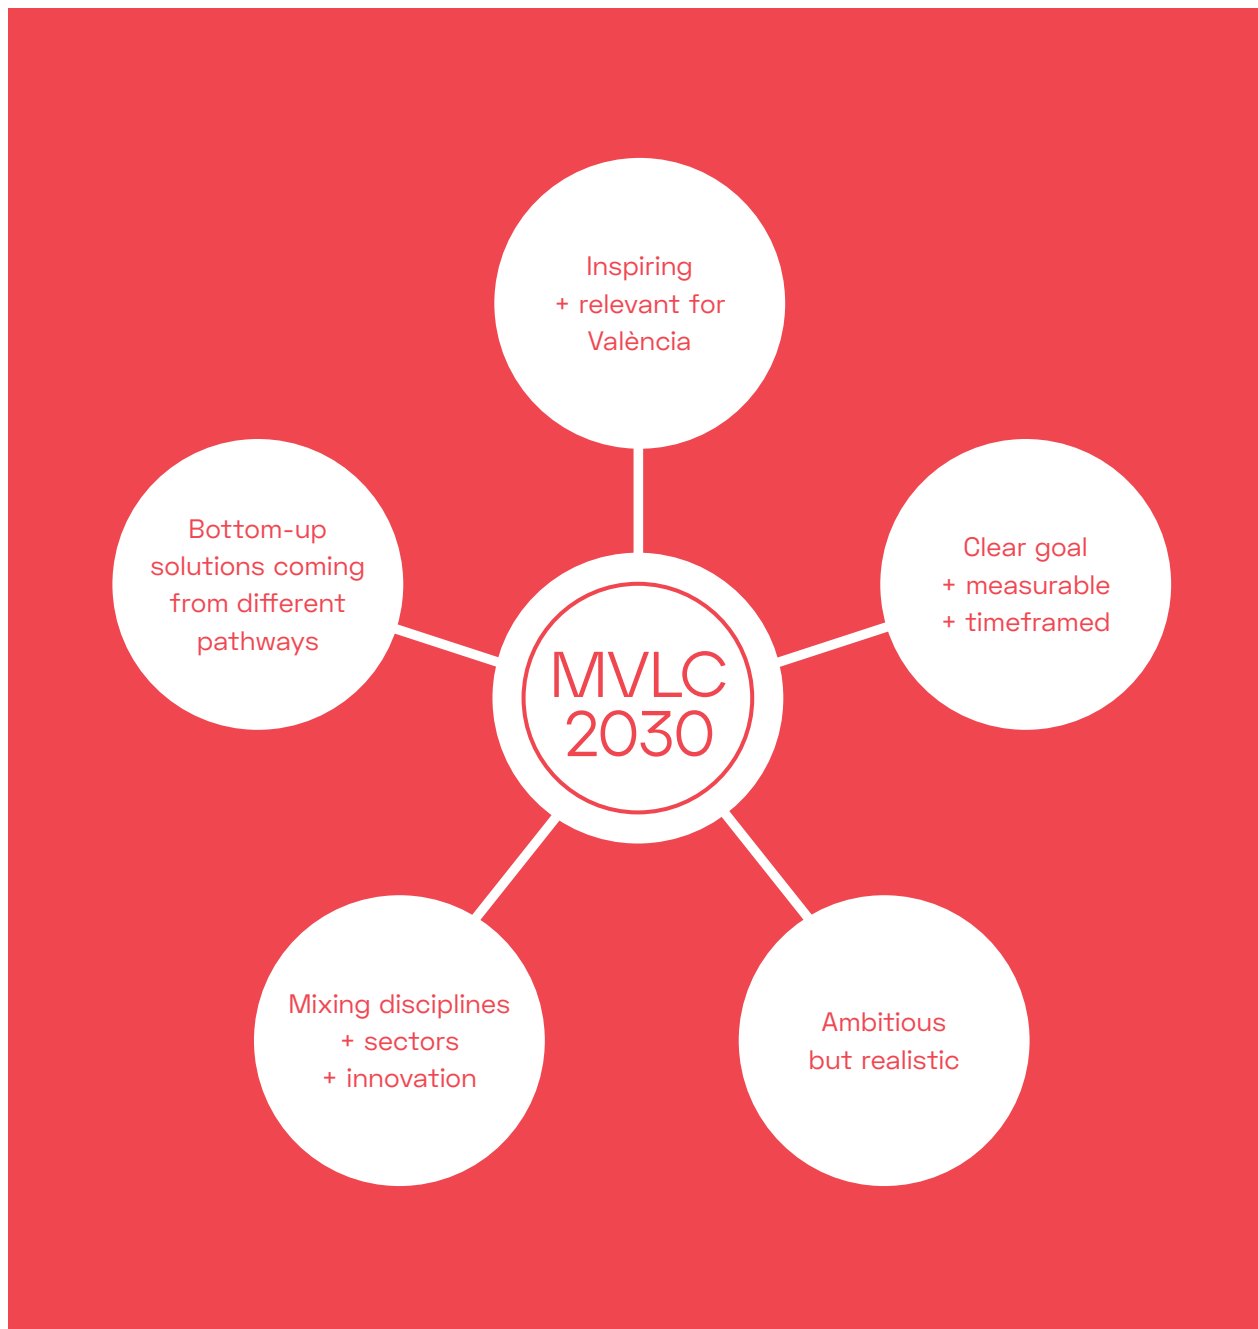 Inspiring
+ relevant for
València
Clear goal
+ measurable
+ timeframed
Ambitious
but realistic
Mixing disciplines
+ sectors
+ innovation
Bottom-up
solutions coming
from different
pathways
MVLC
2030